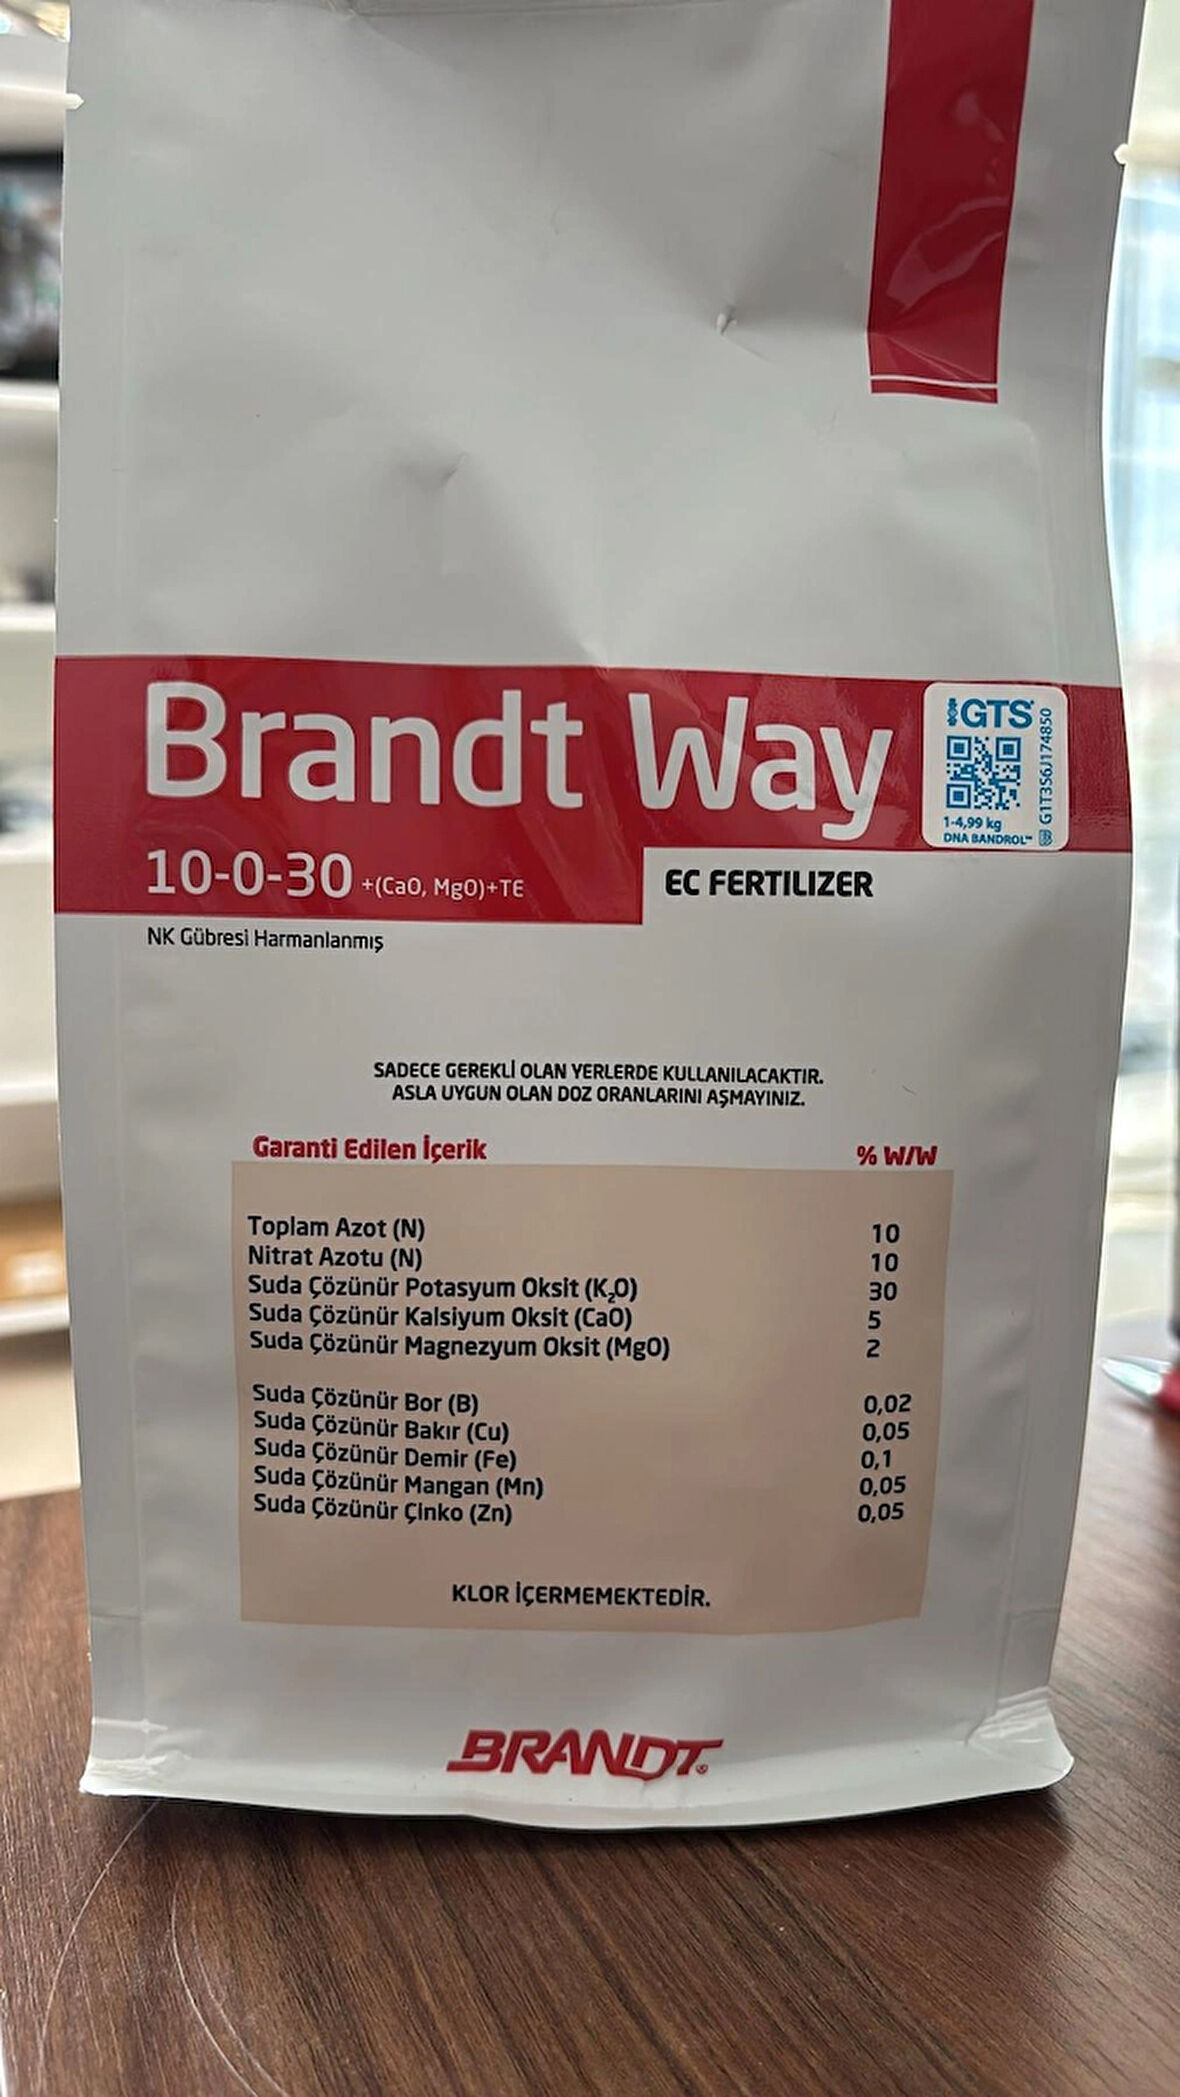 Brandt Way
GTS
G1T3S6J174850
1-4,99 kg
DNA BANDROL™
10-0-30 +(CaO, MgO)+TE
EC FERTILIZER
NK Gübresi Harmanlanmış
SADECE GEREKLİ OLAN YERLERDE KULLANILACAKTIR.
ASLA UYGUN OLAN DOZ ORANLARINI AŞMAYINIZ.
Garanti Edilen İçerik % W/W
Toplam Azot (N) 10
Nitrat Azotu (N) 10
Suda Çözünür Potasyum Oksit (K₂O) 30
Suda Çözünür Kalsiyum Oksit (CaO) 5
Suda Çözünür Magnezyum Oksit (MgO) 2
Suda Çözünür Bor (B) 0,02
Suda Çözünür Bakır (Cu) 0,05
Suda Çözünür Demir (Fe) 0,1
Suda Çözünür Mangan (Mn) 0,05
Suda Çözünür Çinko (Zn) 0,05
KLOR İÇERMEMEKTEDİR.
BRANDT®